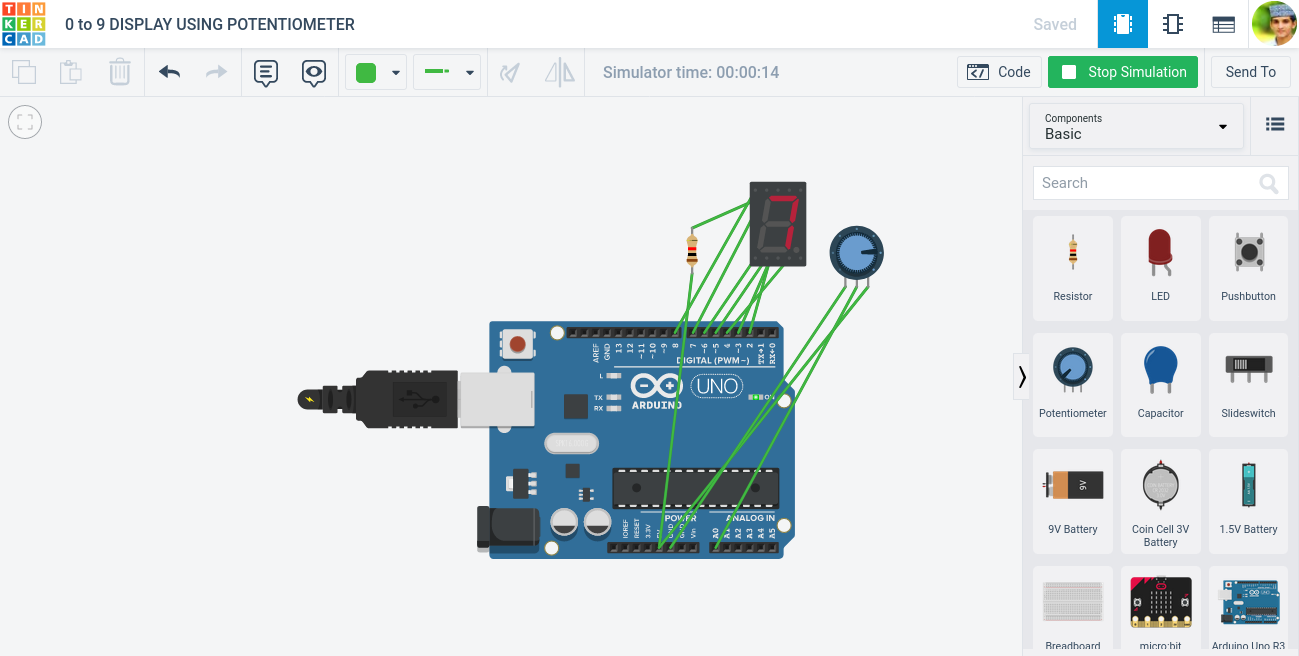 TIN
KER
CAD
0 to 9 DISPLAY USING POTENTIOMETER
Saved
Simulator time: 00:00:14
Code
Stop Simulation
Send To
Components
Basic
Search
Resistor
LED
Pushbutton
Potentiometer
Capacitor
Slideswitch
9V
9V Battery
Coin Cell 3V
Battery
1.5V Battery
Breadboard
micro:bit
Arduino Uno R3
7
AREF
GND
13
12
~11
~10
~9
8
7
~6
~5
4
~3
2
TX→1
RX←0
DIGITAL (PWM~)
L
TX
RX
ARDUINO
UNO
ON
POWER
ANALOG IN
IOREF
RESET
3.3V
Vin
A0
A1
A2
A3
A4
A5